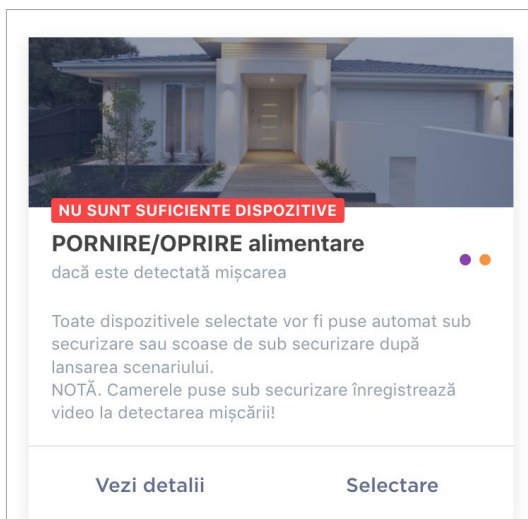 NU SUNT SUFICIENTE DISPOZITIVE
PORNIRE/OPRIRE alimentare
dacă este detectată mișcarea
Toate dispozitivele selectate vor fi puse automat sub
securizare sau scoase de sub securizare după
lansarea scenariului.
NOTĂ. Camerele puse sub securizare înregistrează
video la detectarea mișcării!
Vezi detalii
Selectare